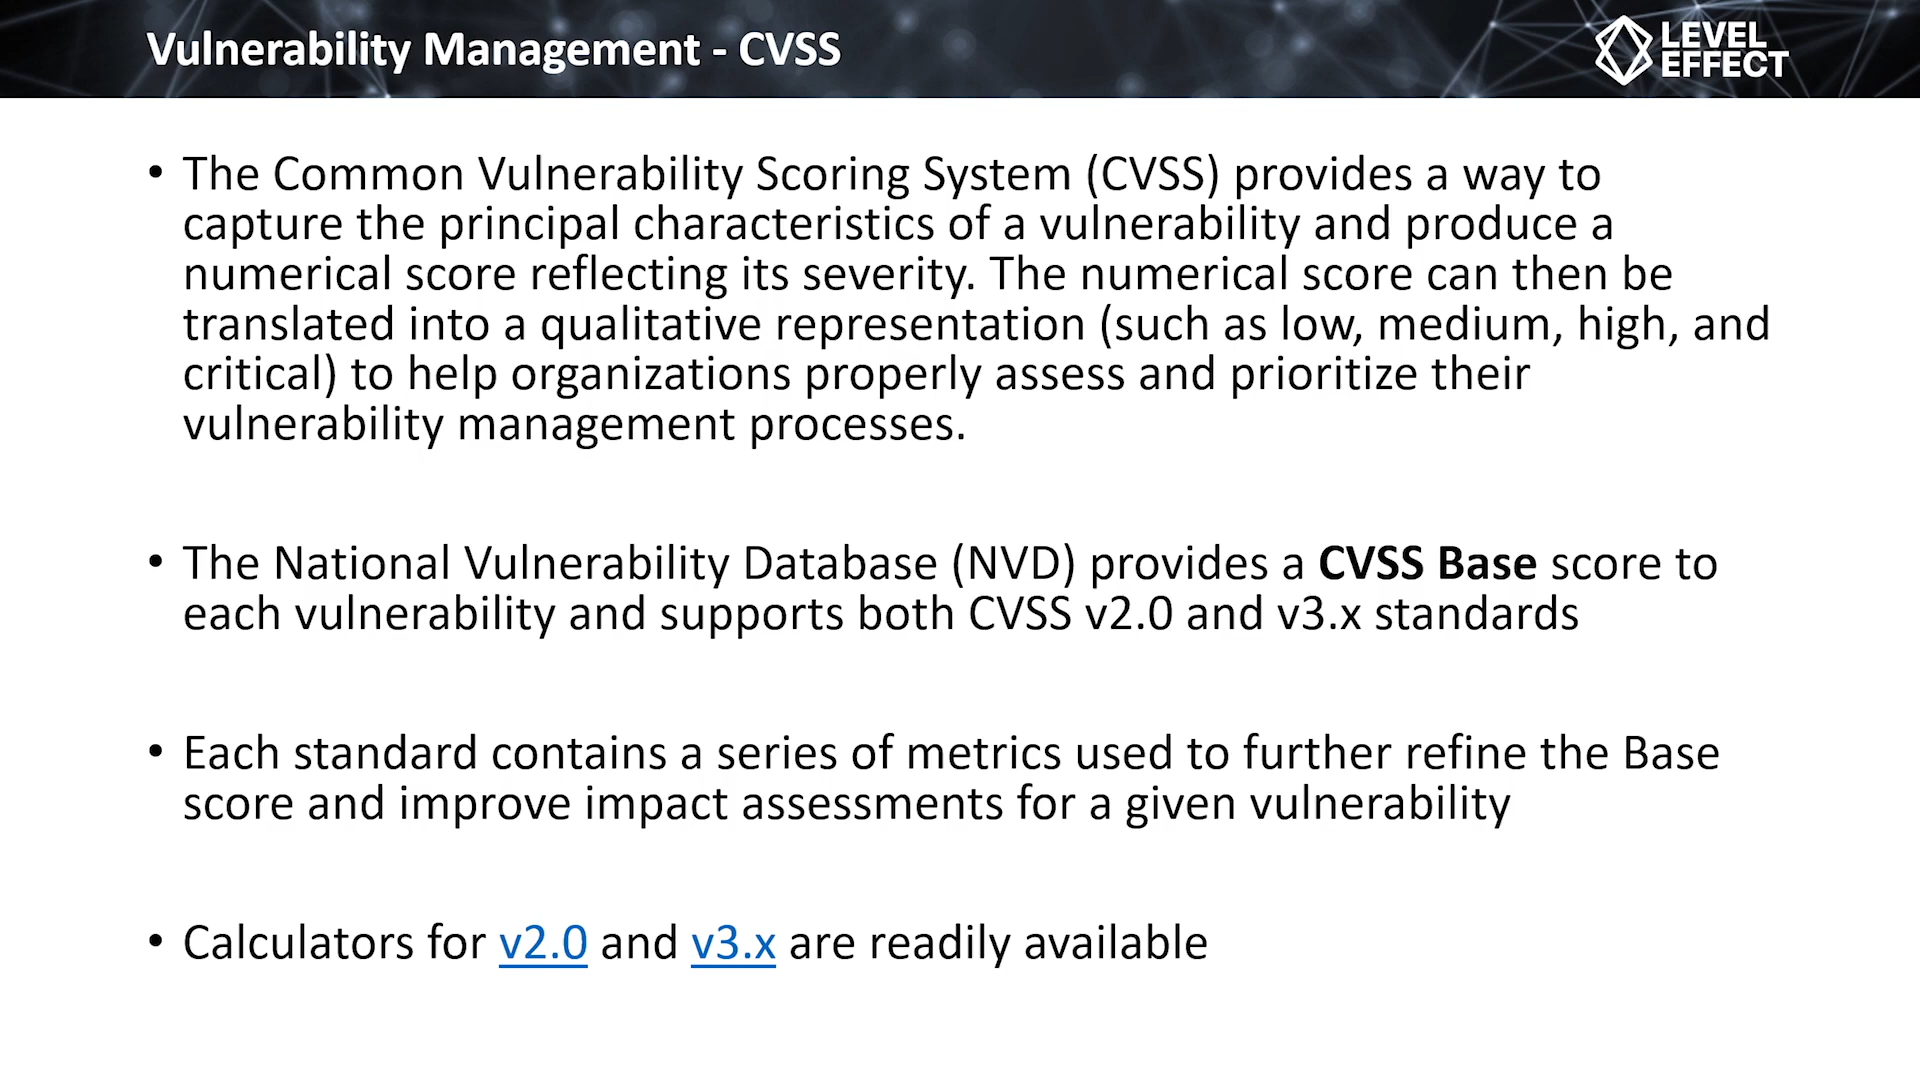 Vulnerability Management - CVSS
LEVEL
EFFECT
• The Common Vulnerability Scoring System (CVSS) provides a way to
capture the principal characteristics of a vulnerability and produce a
numerical score reflecting its severity. The numerical score can then be
translated into a qualitative representation (such as low, medium, high, and
critical) to help organizations properly assess and prioritize their
vulnerability management processes.
• The National Vulnerability Database (NVD) provides a CVSS Base score to
each vulnerability and supports both CVSS v2.0 and v3.x standards
• Each standard contains a series of metrics used to further refine the Base
score and improve impact assessments for a given vulnerability
• Calculators for v2.0 and v3.x are readily available